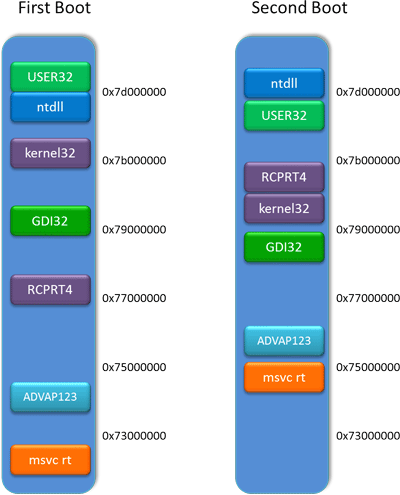 First Boot
USER32
ntdll
kernel32
GDI32
RCPRT4
ADVAP123
msvc rt
0x7d000000
0x7b000000
0x79000000
0x77000000
0x75000000
0x73000000
Second Boot
ntdll
USER32
RCPRT4
kernel32
GDI32
ADVAP123
msvc rt
0x7d000000
0x7b000000
0x79000000
0x77000000
0x75000000
0x73000000